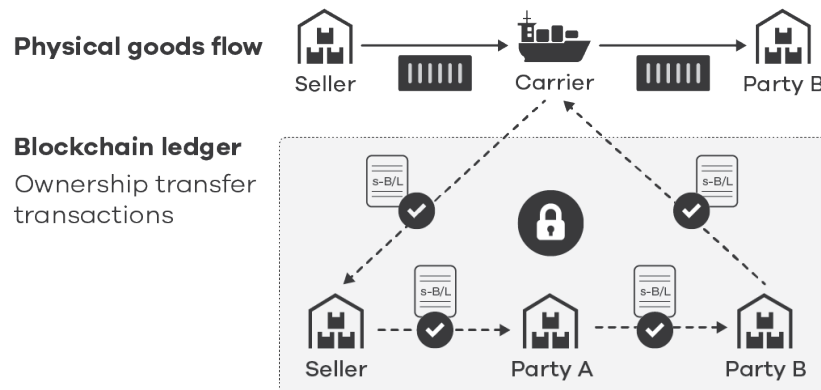 Physical goods flow
Seller
Carrier
Party B
Blockchain ledger
Ownership transfer
transactions
s-B/L
s-B/L
s-B/L
s-B/L
Seller
Party A
Party B